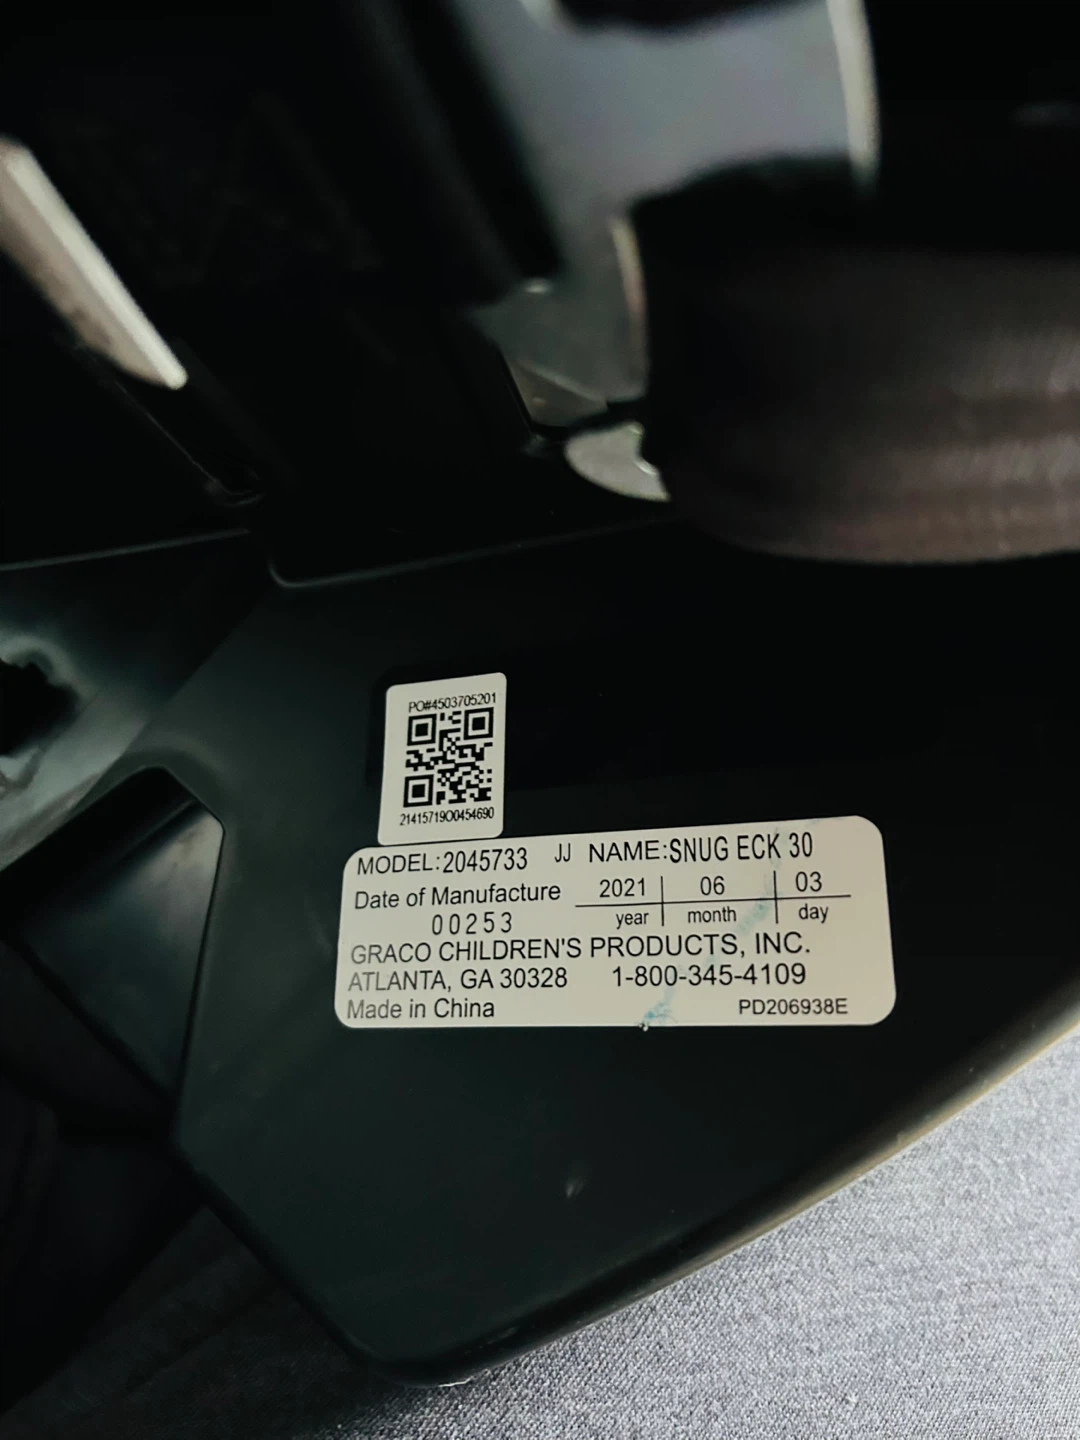 PO#4503705201
21415719O0454690
MODEL:2045733 JJ NAME:SNUG ECK 30
Date of Manufacture 2021 06 03
00253 year month day
GRACO CHILDREN'S PRODUCTS, INC.
ATLANTA, GA 30328 1-800-345-4109
Made in China PD206938E